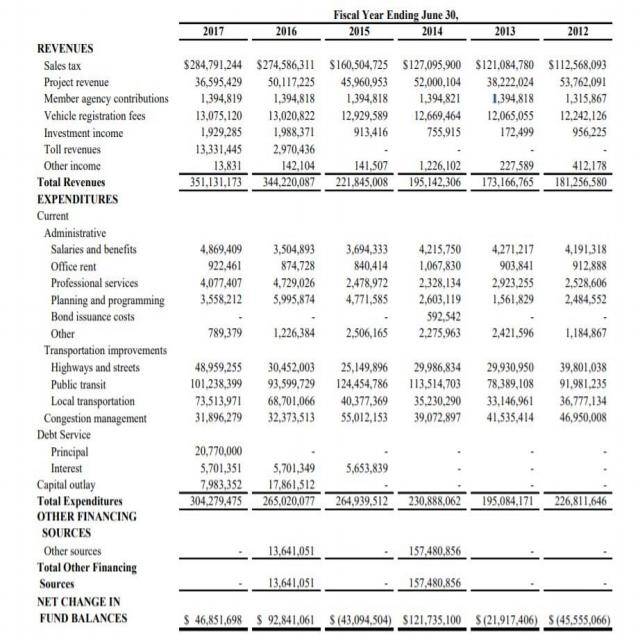 Fiscal Year Ending June 30,
2017 2016 2015 2014 2013 2012
REVENUES
Sales tax $284,791,244 $274,586,311 $160,504,725 $127,095,900 $121,084,780 $112,568,093
Project revenue 36,595,429 50,117,225 45,960,953 52,000,104 38,222,024 53,762,091
Member agency contributions 1,394,819 1,394,818 1,394,818 1,394,821 1,394,818 1,315,867
Vehicle registration fees 13,075,120 13,020,822 12,929,589 12,669,464 12,065,055 12,242,126
Investment income 1,929,285 1,988,371 913,416 755,915 172,499 956,225
Toll revenues 13,331,445 2,970,436 - - - -
Other income 13,831 142,104 141,507 1,226,102 227,589 412,178
Total Revenues 351,131,173 344,220,087 221,845,008 195,142,306 173,166,765 181,256,580
EXPENDITURES
Current
Administrative
Salaries and benefits 4,869,409 3,504,893 3,694,333 4,215,750 4,271,217 4,191,318
Office rent 922,461 874,728 840,414 1,067,830 903,841 912,888
Professional services 4,077,407 4,729,026 2,478,972 2,328,134 2,923,255 2,528,606
Planning and programming 3,558,212 5,995,874 4,771,585 2,603,119 1,561,829 2,484,552
Bond issuance costs - - - 592,542 - -
Other 789,379 1,226,384 2,506,165 2,275,963 2,421,596 1,184,867
Transportation improvements
Highways and streets 48,959,255 30,452,003 25,149,896 29,986,834 29,930,950 39,801,038
Public transit 101,238,399 93,599,729 124,454,786 113,514,703 78,389,108 91,981,235
Local transportation 73,513,971 68,701,066 40,377,369 35,230,290 33,146,961 36,777,134
Congestion management 31,896,279 32,373,513 55,012,153 39,072,897 41,535,414 46,950,008
Debt Service
Principal 20,770,000 - - - - -
Interest 5,701,351 5,701,349 5,653,839 - - -
Capital outlay 7,983,352 17,861,512 - - - -
Total Expenditures 304,279,475 265,020,077 264,939,512 230,888,062 195,084,171 226,811,646
OTHER FINANCING
SOURCES
Other sources - 13,641,051 - 157,480,856 - -
Total Other Financing
Sources - 13,641,051 - 157,480,856 - -
NET CHANGE IN
FUND BALANCES $ 46,851,698 $ 92,841,061 $ (43,094,504) $121,735,100 $ (21,917,406) $ (45,555,066)